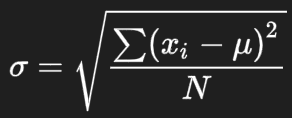 σ = √(∑(xᵢ − μ)² / N)